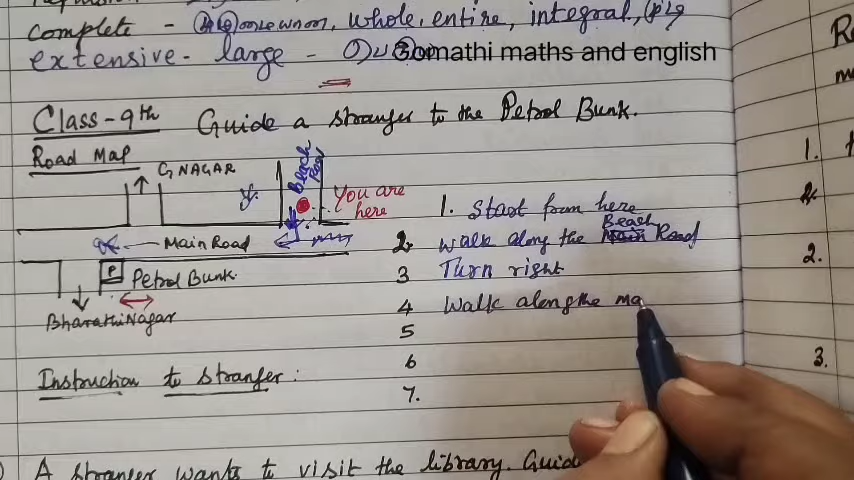 complete - whole, entire, integral,
extensive - large -
Gomathi maths and english
Class-9th Guide a stranger to the Petrol Bunk.
Road Map
G NAGAR
Beach Road
You are here
Main Road
P Petrol Bunk
Bharathi Nagar
Instruction to stranger:
1. Start from here
2. walk along the Beach Road
3 Turn right
4 Walk along the ma
5
6
7.
A stranger wants to visit the library. Guid
1.
2.
3.